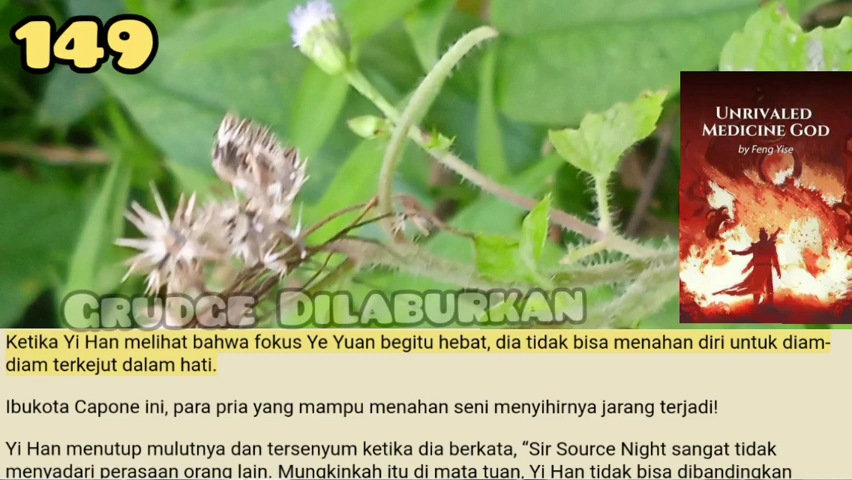 149
UNRIVALED
MEDICINE GOD
by Feng Yise
GRUDGE DILABURKAN
Ketika Yi Han melihat bahwa fokus Ye Yuan begitu hebat, dia tidak bisa menahan diri untuk diam-
diam terkejut dalam hati.
Ibukota Capone ini, para pria yang mampu menahan seni menyihirnya jarang terjadi!
Yi Han menutup mulutnya dan tersenyum ketika dia berkata, “Sir Source Night sangat tidak
menyadari perasaan orang lain. Mungkinkah itu di mata tuan, Yi Han tidak bisa dibandingkan